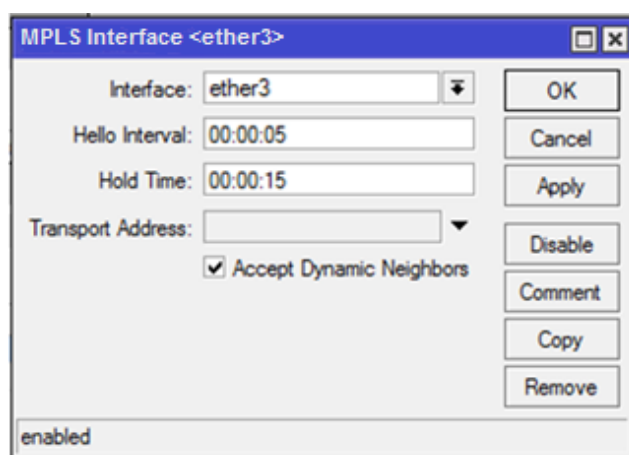 MPLS Interface <ether3>
Interface: ether3
OK
Hello Interval: 00:00:05
Cancel
Hold Time: 00:00:15
Apply
Transport Address:
Disable
Accept Dynamic Neighbors
Comment
Copy
Remove
enabled